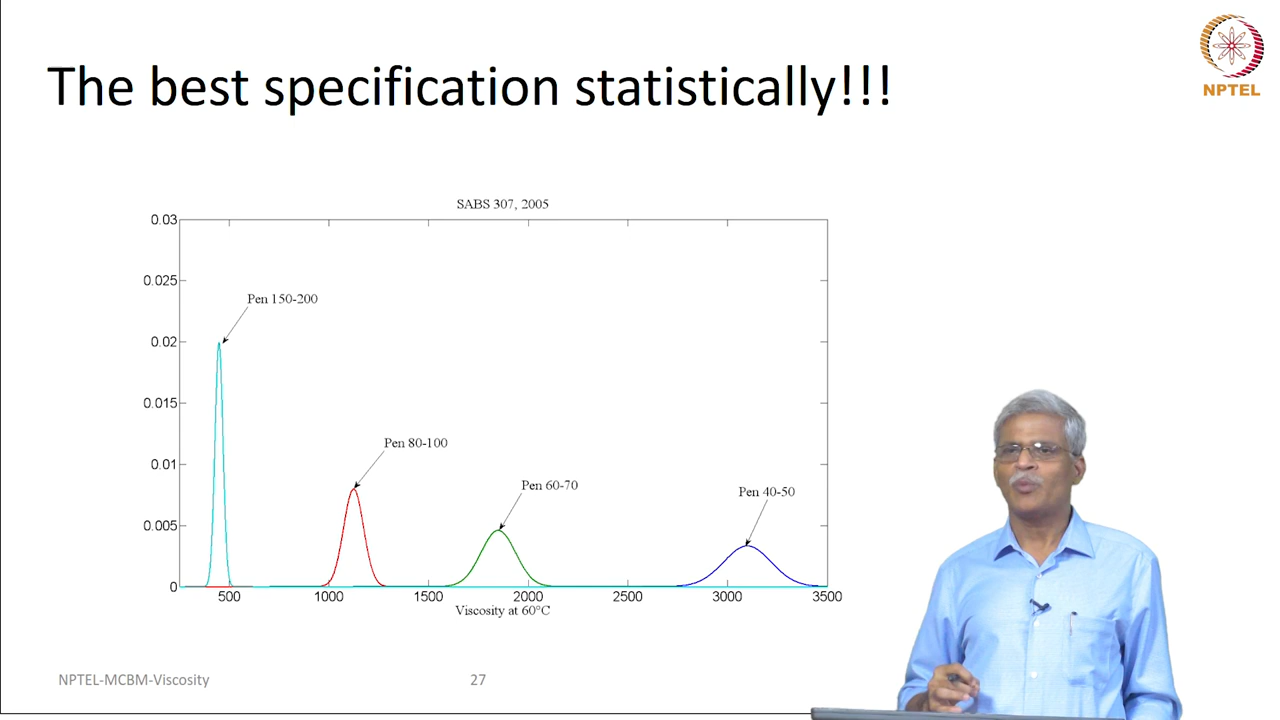 The best specification statistically!!!
NPTEL
SABS 307, 2005
0.03
0.025
0.02
0.015
0.01
0.005
0
Pen 150-200
Pen 80-100
Pen 60-70
Pen 40-50
500 1000 1500 2000 2500 3000 3500
Viscosity at 60°C
NPTEL-MCBM-Viscosity 27